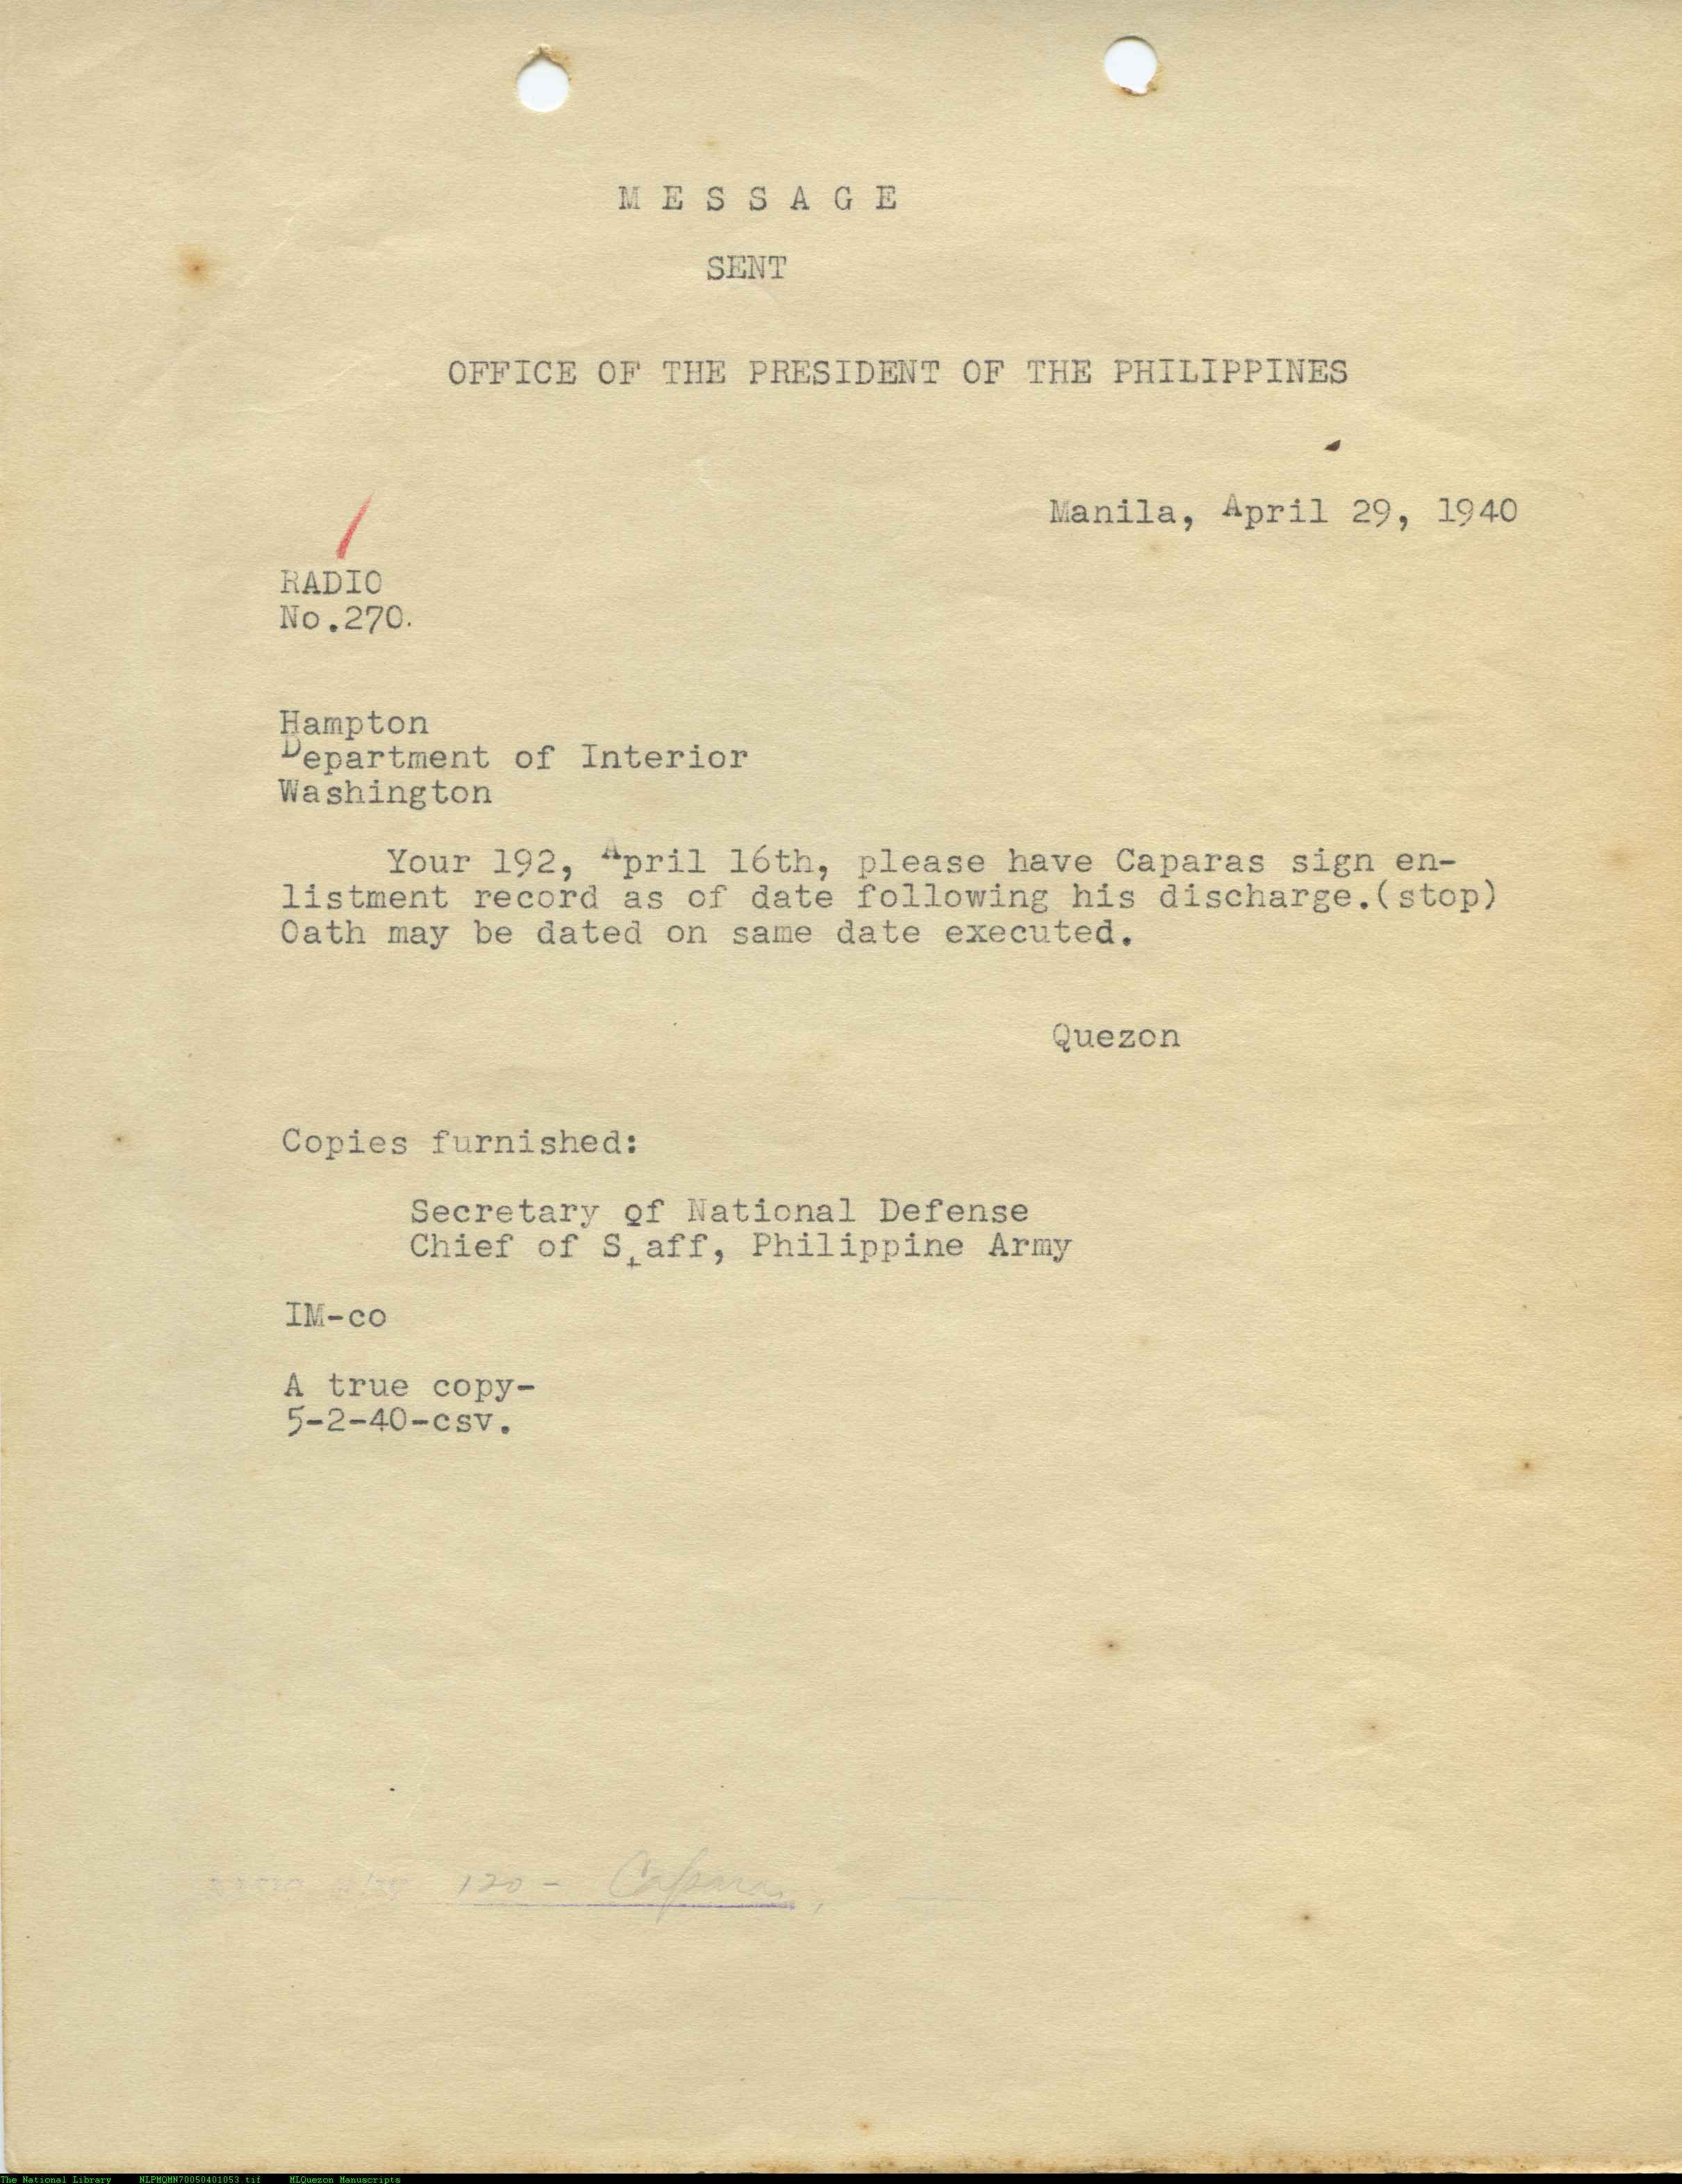 M E S S A G E
SENT
OFFICE OF THE PRESIDENT OF THE PHILIPPINES
Manila, April 29, 1940
RADIO
No.270.
Hampton
Department of Interior
Washington
Your 192, April 16th, please have Caparas sign en-
listment record as of date following his discharge.(stop)
Oath may be dated on same date executed.
Quezon
Copies furnished:
Secretary of National Defense
Chief of Staff, Philippine Army
IM-co
A true copy-
5-2-40-csv.
120 - Caparas
The National Library NLPMQMN70050401053.tif MLQuezon Manuscripts